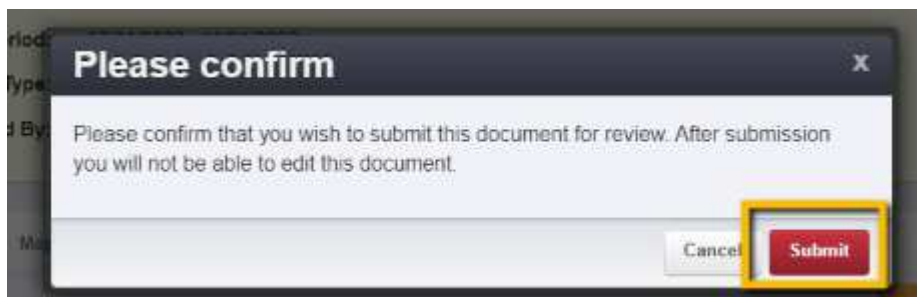 Please confirm
x
Type:
Please confirm that you wish to submit this document for review. After submission
you will not be able to edit this document.
Cancel
Submit